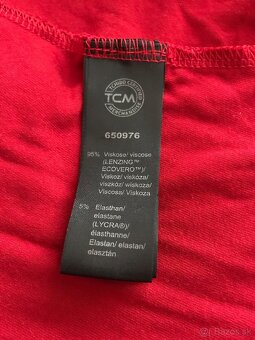 TCHIBO CERTIFIED
TCM
MERCHANDISE
650976
95% Viskose/ viscose
(LENZING™
ECOVERO™)/
Viskoz/ viskóza/
viszkóz/ wiskoza/
Viscosa/ Viskoza
5% Elasthan/
elastane
(LYCRA®)/
élasthanne/
Elastan/ elastan/
elasztán